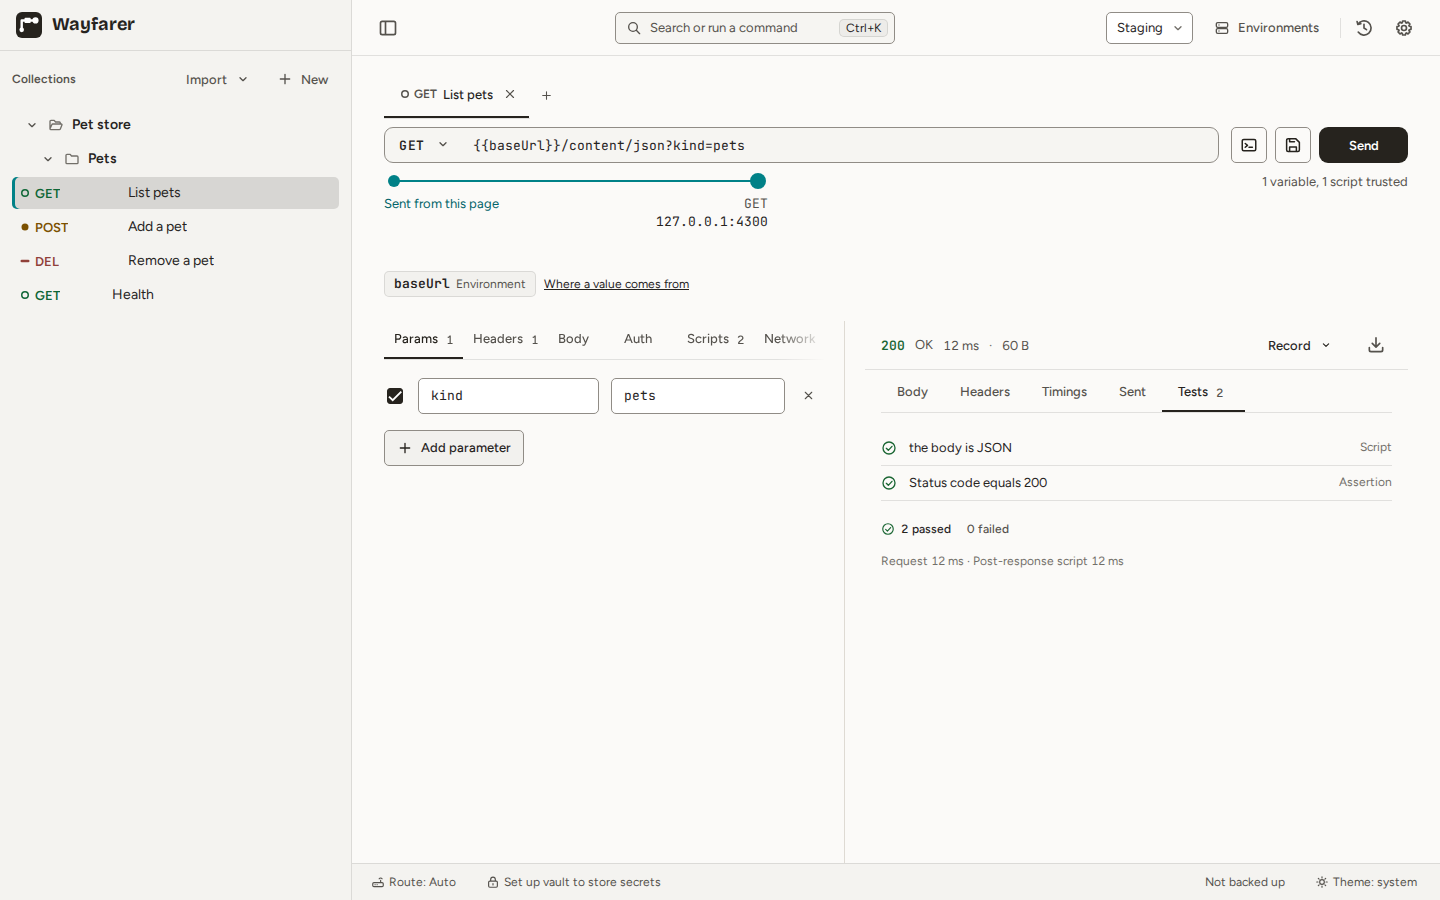 Wayfarer
Search or run a command
Ctrl+K
Staging
Environments
Collections
Import
New
Pet store
Pets
GET List pets
POST Add a pet
DEL Remove a pet
GET Health
GET List pets
GET {{baseUrl}}/content/json?kind=pets
Send
Sent from this page
GET
127.0.0.1:4300
1 variable, 1 script trusted
baseUrl Environment
Where a value comes from
Params 1
Headers 1
Body
Auth
Scripts 2
Network
kind
pets
Add parameter
200 OK 12 ms · 60 B
Record
Body
Headers
Timings
Sent
Tests 2
the body is JSON
Script
Status code equals 200
Assertion
2 passed 0 failed
Request 12 ms · Post-response script 12 ms
Route: Auto
Set up vault to store secrets
Not backed up
Theme: system